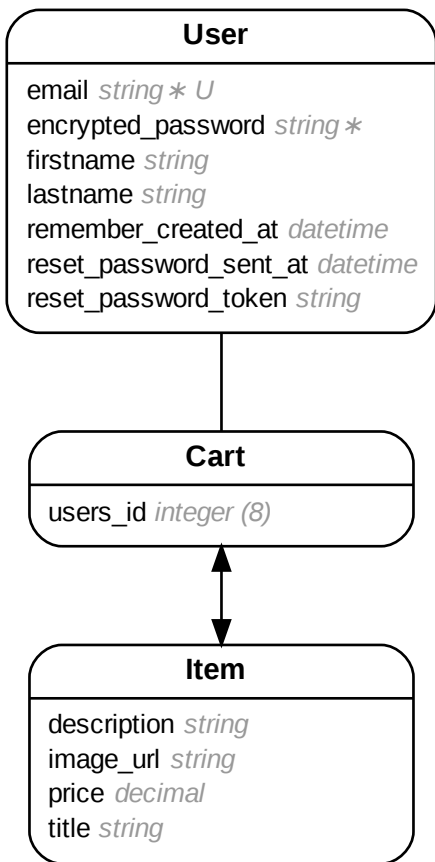 User
email string ∗ U
encrypted_password string ∗
firstname string
lastname string
remember_created_at datetime
reset_password_sent_at datetime
reset_password_token string
Cart
users_id integer (8)
Item
description string
image_url string
price decimal
title string